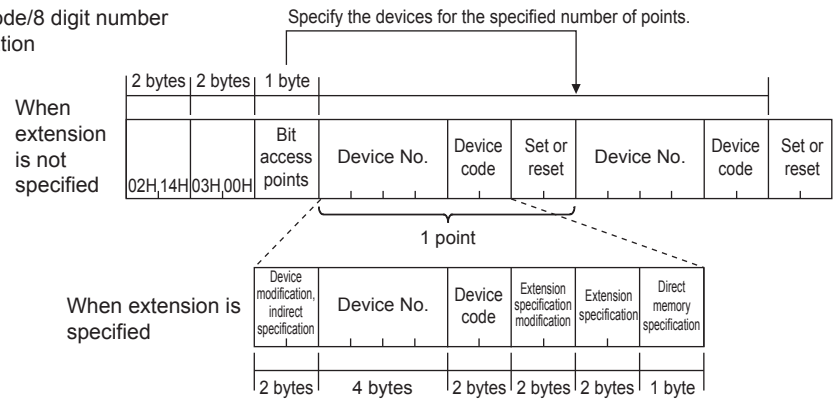 ode/8 digit number
tion
Specify the devices for the specified number of points.
2 bytes 2 bytes 1 byte
When
extension
is not
specified
02H 14H 03H 00H
Bit
access
points
Device No.
Device
code
Set or
reset
Device No.
Device
code
Set or
reset
1 point
When extension is
specified
Device
modification,
indirect
specification
Device No.
Device
code
Extension
specification
modification
Extension
specification
Direct
memory
specification
2 bytes 4 bytes 2 bytes 2 bytes 2 bytes 1 byte